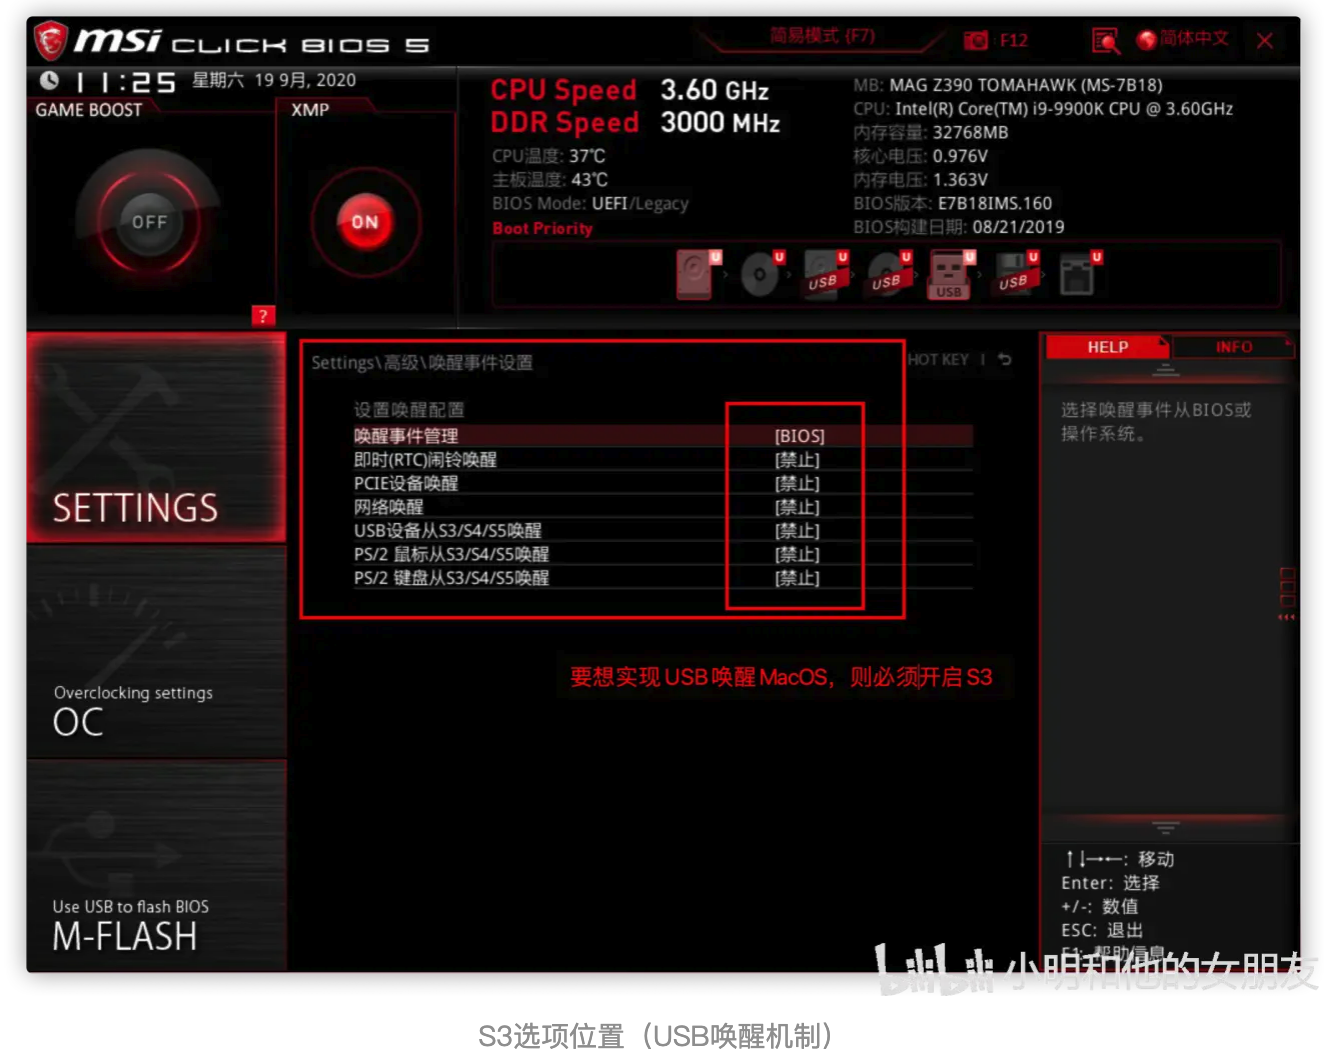 msi CLICK BIOS 5
简易模式 (F7)
: F12
简体中文
11:25 星期六 19 9月, 2020
GAME BOOST
XMP
OFF
ON
?
CPU Speed 3.60 GHz
DDR Speed 3000 MHz
CPU温度: 37℃
主板温度: 43℃
BIOS Mode: UEFI/Legacy
Boot Priority
MB: MAG Z390 TOMAHAWK (MS-7B18)
CPU: Intel(R) Core(TM) i9-9900K CPU @ 3.60GHz
内存容量: 32768MB
核心电压: 0.976V
内存电压: 1.363V
BIOS版本: E7B18IMS.160
BIOS构建日期: 08/21/2019
U U U U U U U
USB USB USB USB
SETTINGS
Overclocking settings
OC
Use USB to flash BIOS
M-FLASH
Settings\高级\唤醒事件设置
HOT KEY |
设置唤醒配置
唤醒事件管理 [BIOS]
即时(RTC)闹铃唤醒 [禁止]
PCIE设备唤醒 [禁止]
网络唤醒 [禁止]
USB设备从S3/S4/S5唤醒 [禁止]
PS/2 鼠标从S3/S4/S5唤醒 [禁止]
PS/2 键盘从S3/S4/S5唤醒 [禁止]
要想实现 USB 唤醒 MacOS，则必须开启 S3
HELP
INFO
选择唤醒事件从BIOS或
操作系统。
↑↓→←: 移动
Enter: 选择
+/-: 数值
ESC: 退出
F1: 帮助信息
bilibili 小明和他的女朋友
S3选项位置（USB唤醒机制）